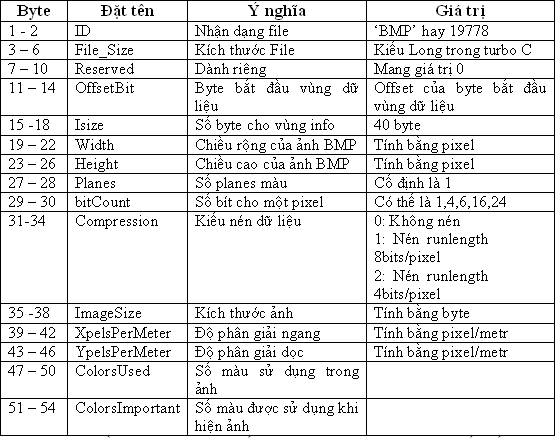 Byte Đặt tên Ý nghĩa Giá trị
1 - 2 ID Nhận dạng file ‘BMP’ hay 19778
3 – 6 File_Size Kích thước File Kiểu Long trong turbo C
7 – 10 Reserved Dành riêng Mang giá trị 0
11 – 14 OffsetBit Byte bắt đầu vùng dữ Offset của byte bắt đầu
liệu vùng dữ liệu
15 -18 Isize Số byte cho vùng info 40 byte
19 – 22 Width Chiều rộng của ảnh BMP Tính bằng pixel
23 – 26 Height Chiều cao của ảnh BMP Tính bằng pixel
27 – 28 Planes Số planes màu Cố định là 1
29 – 30 bitCount Số bít cho một pixel Có thể là 1,4,6,16,24
31-34 Compression Kiểu nén dữ liệu 0: Không nén
1: Nén runlength
8bits/pixel
2: Nén runlength
4bits/pixel
35 -38 ImageSize Kích thước ảnh Tính bằng byte
39 – 42 XpelsPerMeter Độ phân giải ngang Tính bằng pixel/metr
43 – 46 YpelsPerMeter Độ phân giải dọc Tính bằng pixel/metr
47 – 50 ColorsUsed Số màu sử dụng trong
ảnh
51 – 54 ColorsImportant Số màu được sử dụng khi
hiện ảnh